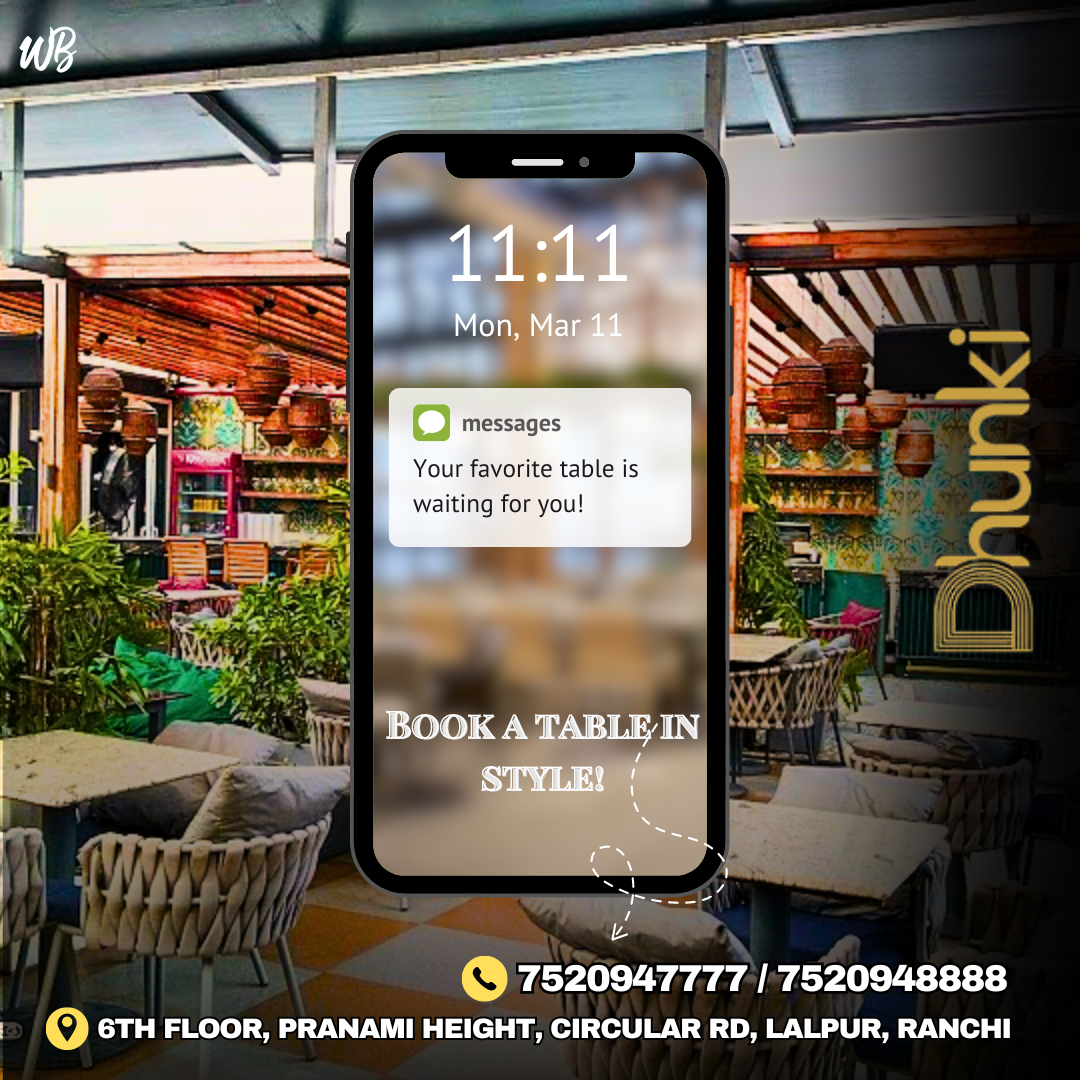 WB
11:11
Mon, Mar 11
messages
Your favorite table is
waiting for you!
Dhunki
BOOK A TABLE IN
STYLE!
7520947777 / 7520948888
6TH FLOOR, PRANAMI HEIGHT, CIRCULAR RD, LALPUR, RANCHI